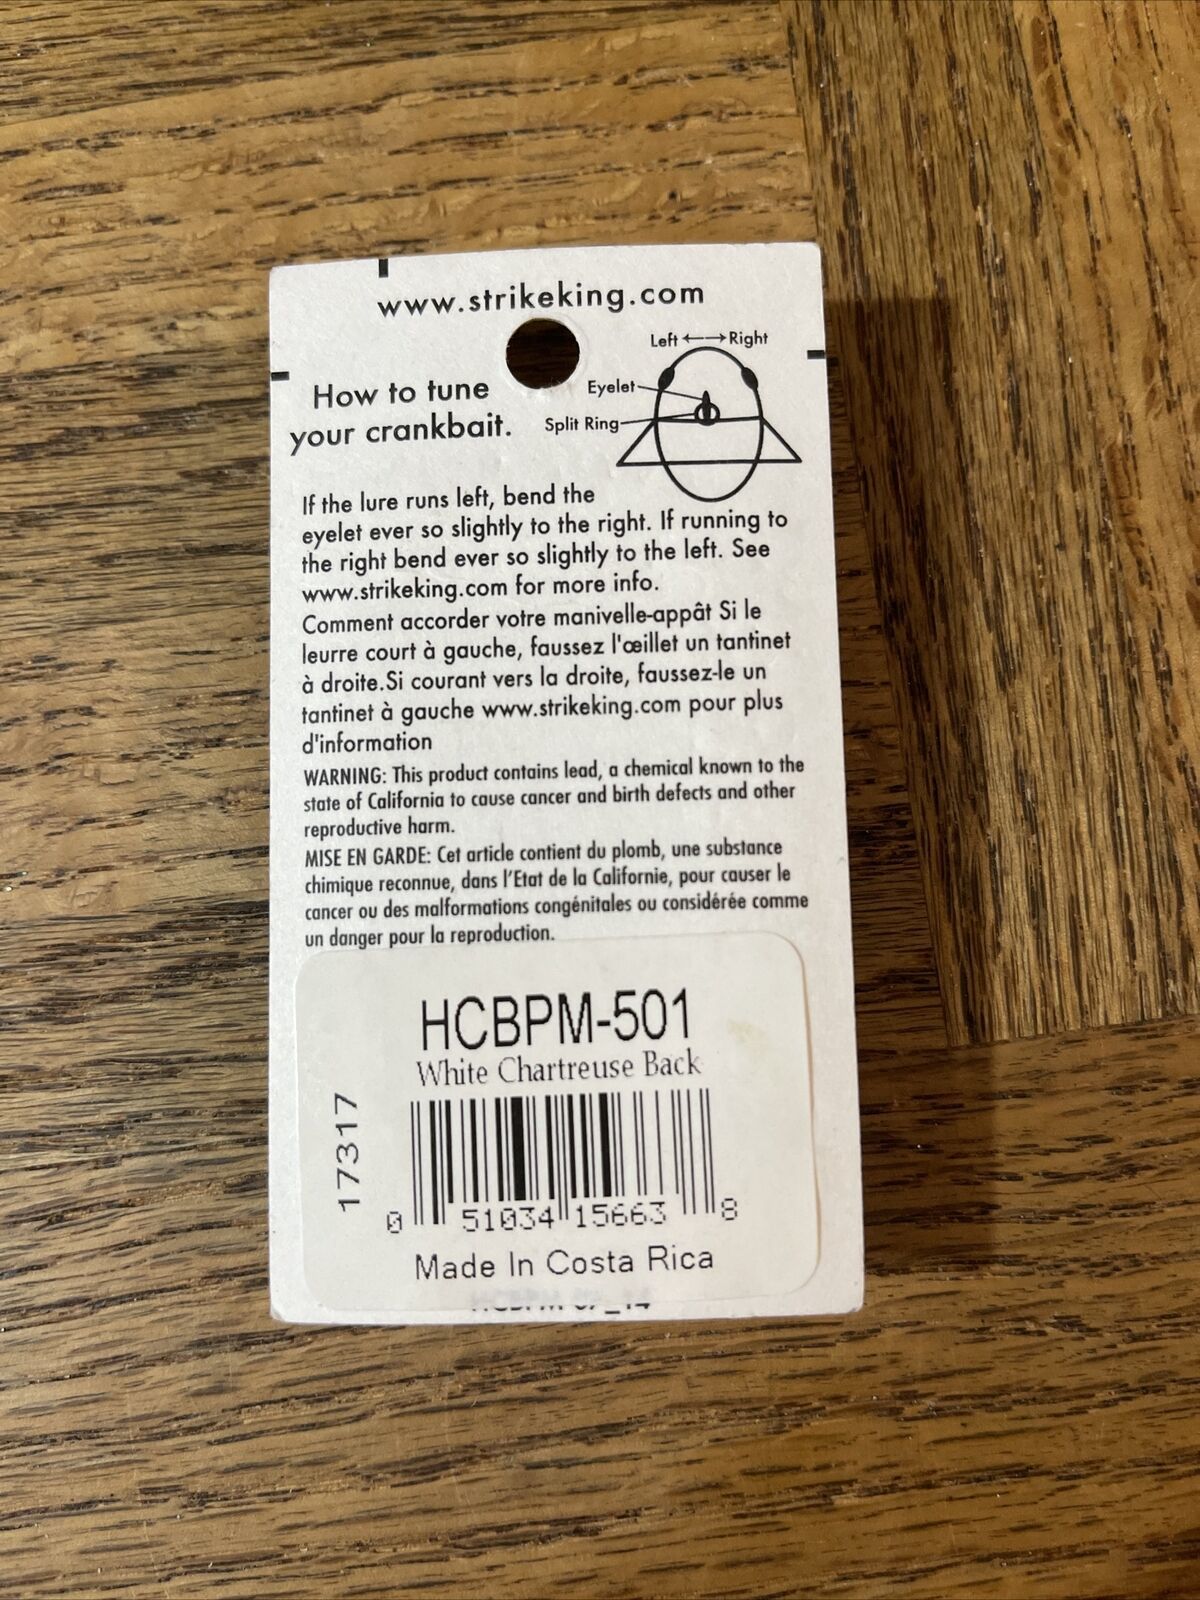 www.strikeking.com
Left ←→ Right
Eyelet
Split Ring
How to tune
your crankbait.
If the lure runs left, bend the
eyelet ever so slightly to the right. If running to
the right bend ever so slightly to the left. See
www.strikeking.com for more info.
Comment accorder votre manivelle-appât Si le
leurre court à gauche, faussez l'œillet un tantinet
à droite.Si courant vers la droite, faussez-le un
tantinet à gauche www.strikeking.com pour plus
d'information
WARNING: This product contains lead, a chemical known to the
state of California to cause cancer and birth defects and other
reproductive harm.
MISE EN GARDE: Cet article contient du plomb, une substance
chimique reconnue, dans l'Etat de la Californie, pour causer le
cancer ou des malformations congénitales ou considérée comme
un danger pour la reproduction.
HCBPM-501
White Chartreuse Back
17317
0 51034 15663 8
Made In Costa Rica